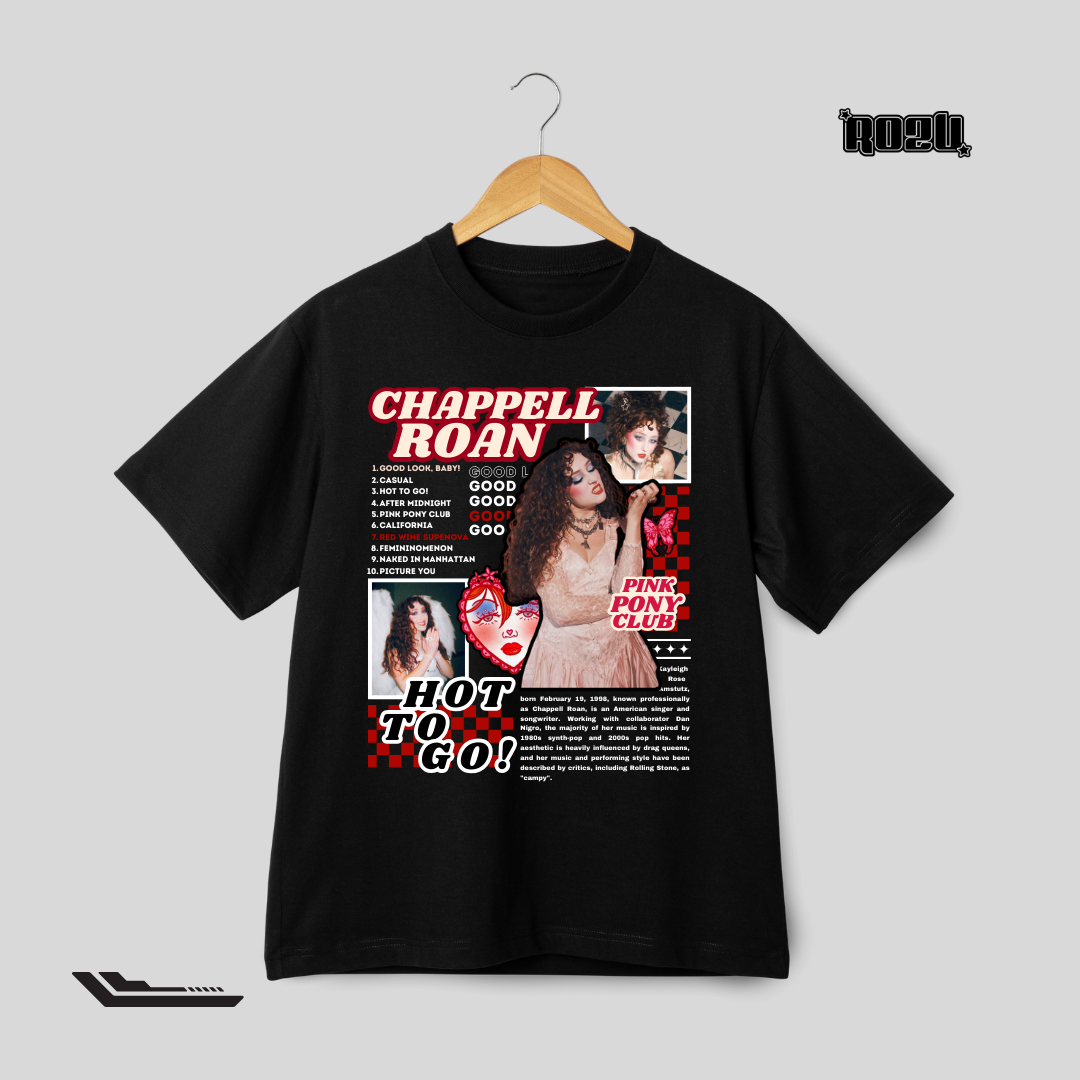 ROZU
CHAPPELL
ROAN
1. GOOD LOOK, BABY!
2. CASUAL
3. HOT TO GO!
4. AFTER MIDNIGHT
5. PINK PONY CLUB
6. CALIFORNIA
7. RED WINE SUPENOVA
8. FEMININOMENON
9. NAKED IN MANHATTAN
10. PICTURE YOU
GOOD L
GOOD
GOOD
GOO
GOO
PINK
PONY
CLUB
HOT
TO
GO!
Kayleigh
Rose
Amstutz,
born February 19, 1998, known professionally
as Chappell Roan, is an American singer and
songwriter. Working with collaborator Dan
Nigro, the majority of her music is inspired by
1980s synth-pop and 2000s pop hits. Her
aesthetic is heavily influenced by drag queens,
and her music and performing style have been
described by critics, including Rolling Stone, as
"campy".